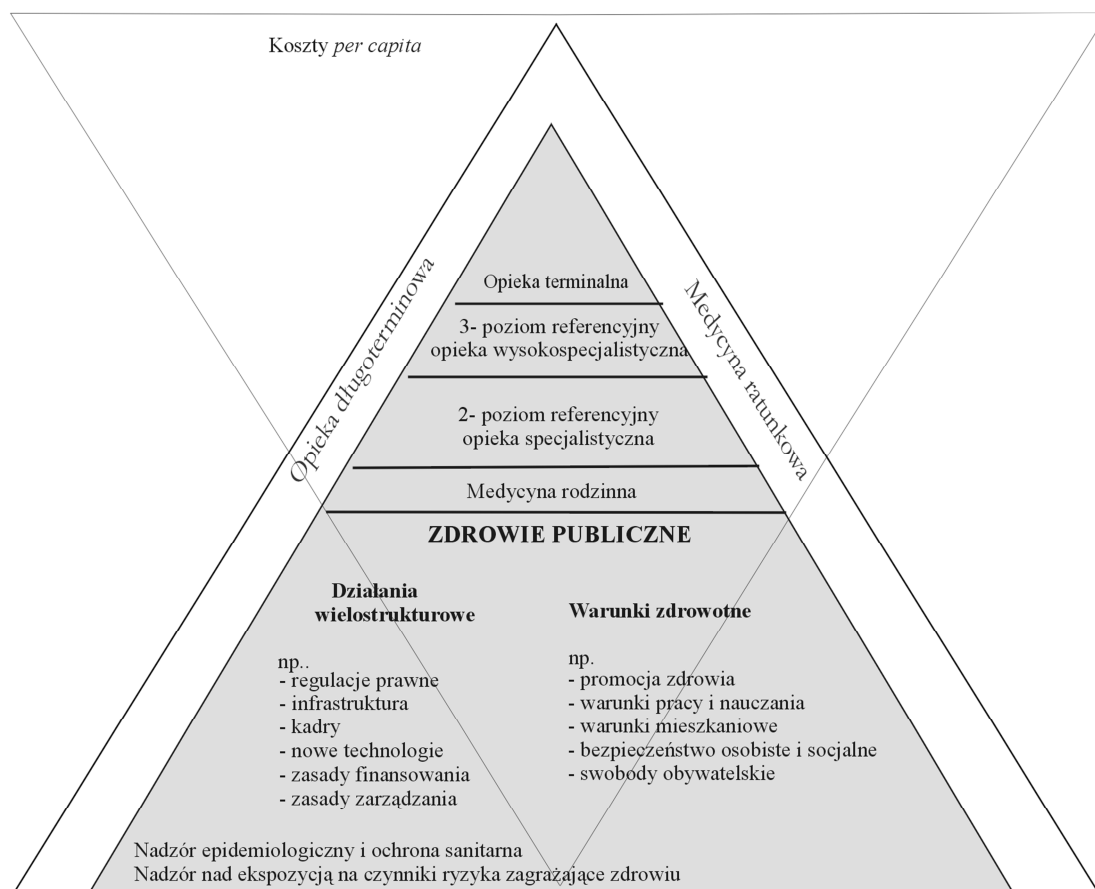 Koszty per capita
Opieka długoterminowa
Medycyna ratunkowa
Opieka terminalna
3- poziom referencyjny
opieka wysokospecjalistyczna
2- poziom referencyjny
opieka specjalistyczna
Medycyna rodzinna
ZDROWIE PUBLICZNE
Działania
wielostrukturowe
np..
- regulacje prawne
- infrastruktura
- kadry
- nowe technologie
- zasady finansowania
- zasady zarządzania
Warunki zdrowotne
np.
- promocja zdrowia
- warunki pracy i nauczania
- warunki mieszkaniowe
- bezpieczeństwo osobiste i socjalne
- swobody obywatelskie
Nadzór epidemiologiczny i ochrona sanitarna
Nadzór nad ekspozycją na czynniki ryzyka zagrażające zdrowiu